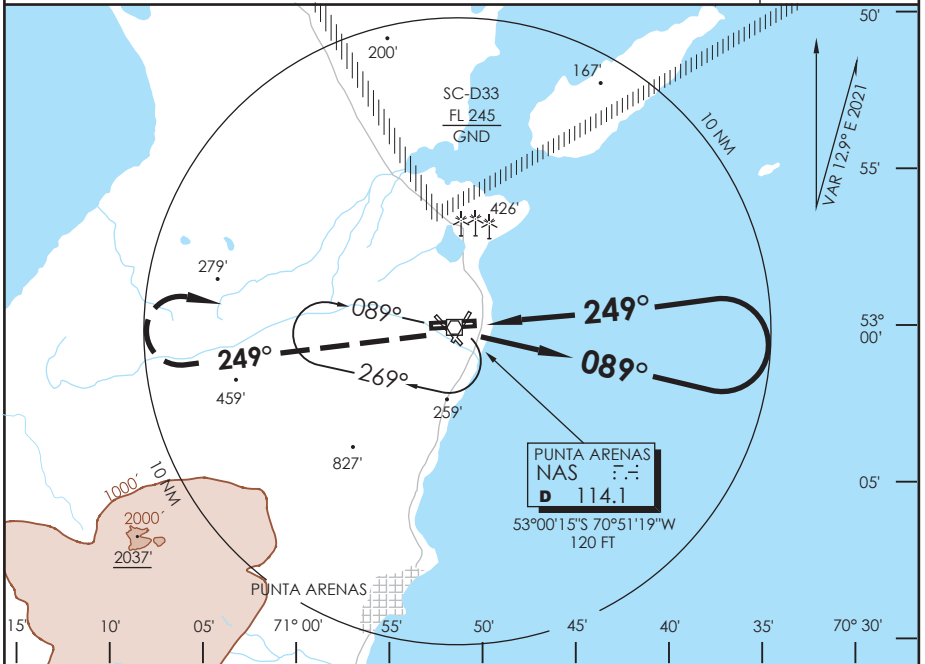 50'
200'
167'
SC-D33
FL 245
GND
10 NM
VAR 12.9° E 2021
55'
426'
279'
089°
249°
53°
00'
249°
089°
269°
459'
259'
827'
PUNTA ARENAS
NAS
D 114.1
53°00'15"S 70°51'19"W
120 FT
05'
10 NM
1000´
2000´
2037'
PUNTA ARENAS
15'
10'
05'
71° 00'
55'
50'
45'
40'
35'
70° 30'